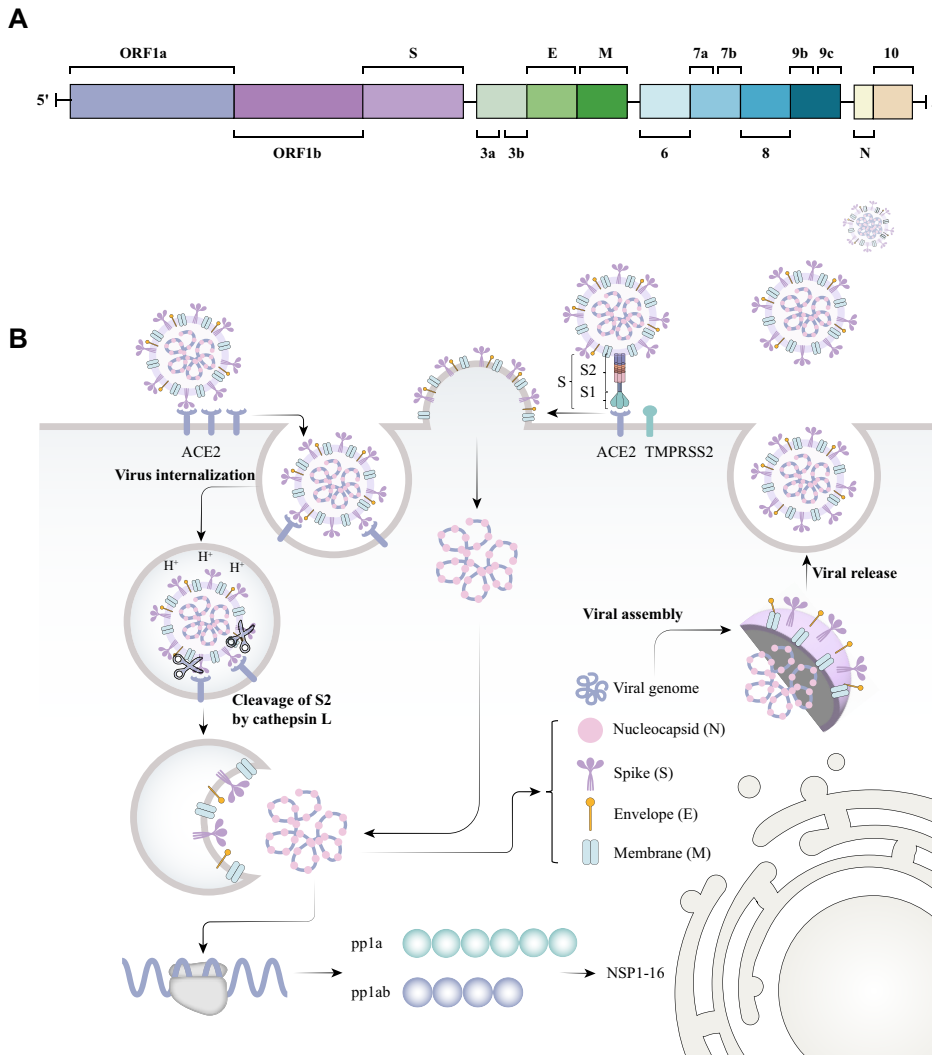 A
ORF1a
S
E
M
7a
7b
9b
9c
10
5'
ORF1b
3a
3b
6
8
N
B
S
S2
S1
ACE2
ACE2
TMPRSS2
Virus internalization
H⁺
H⁺
H⁺
Viral release
Viral assembly
Cleavage of S2
by cathepsin L
Viral genome
Nucleocapsid (N)
Spike (S)
Envelope (E)
Membrane (M)
pp1a
pp1ab
NSP1-16